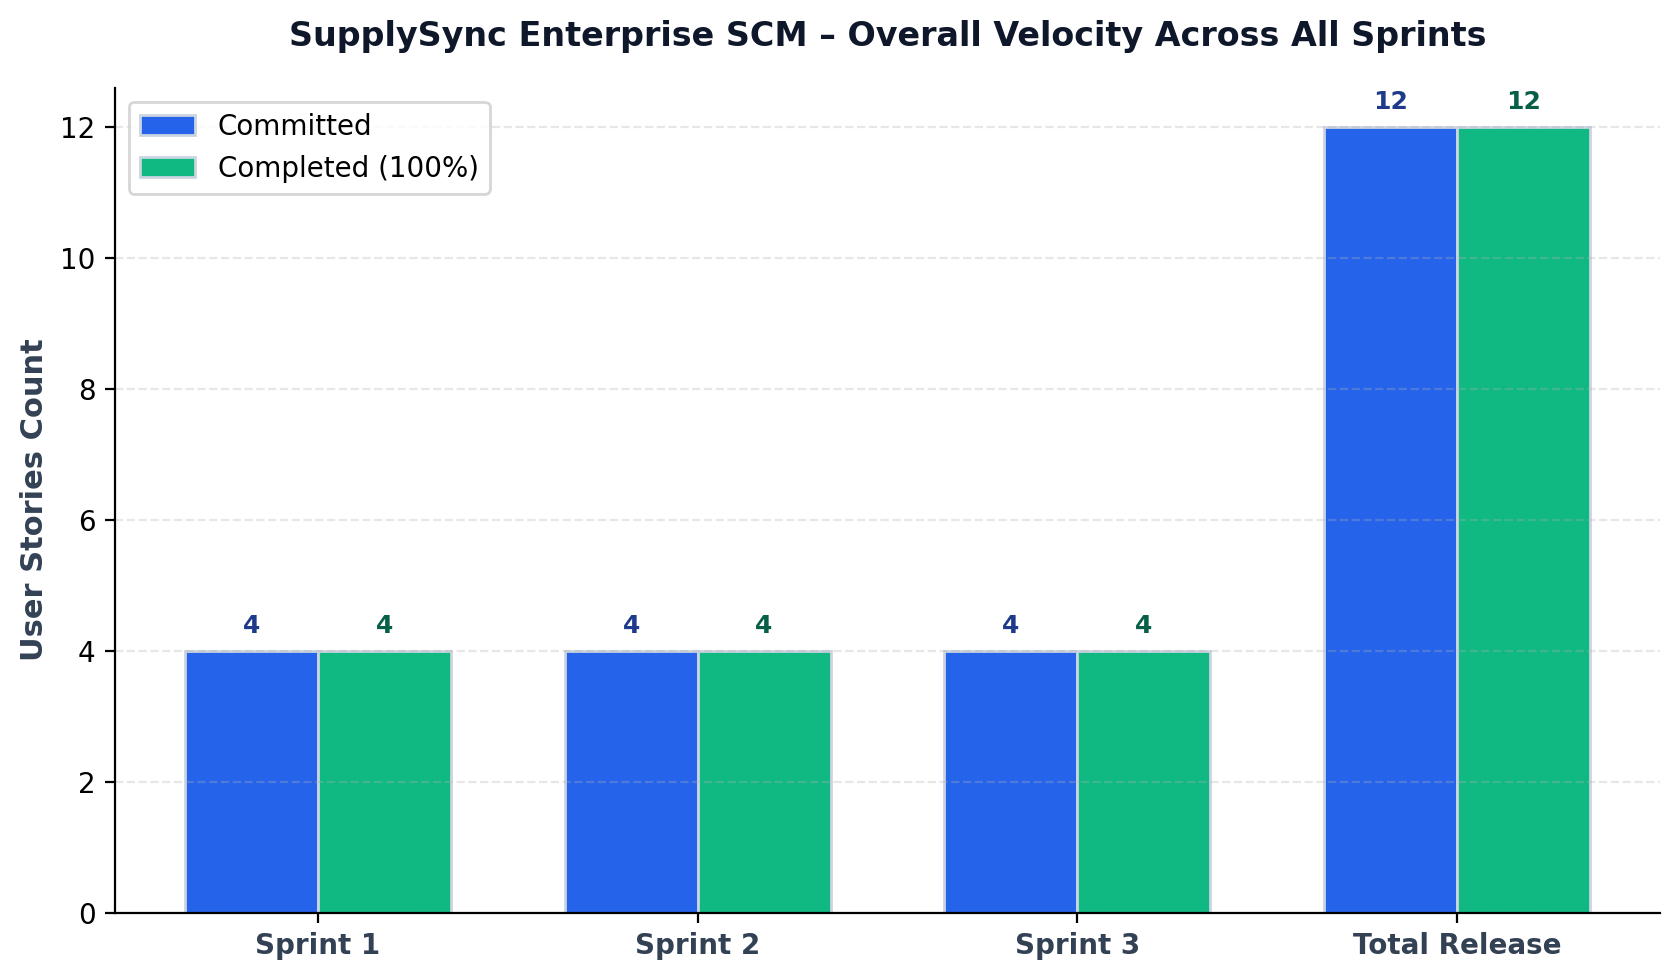 SupplySync Enterprise SCM – Overall Velocity Across All Sprints
Committed
Completed (100%)
User Stories Count
12
10
8
6
4
2
0
4
4
4
4
4
4
12
12
Sprint 1
Sprint 2
Sprint 3
Total Release